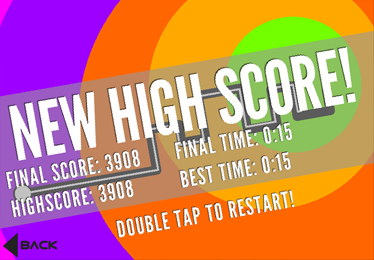 NEW HIGH SCORE!
FINAL SCORE: 3908
FINAL TIME: 0:15
HIGHSCORE: 3908
BEST TIME: 0:15
DOUBLE TAP TO RESTART!
BACK